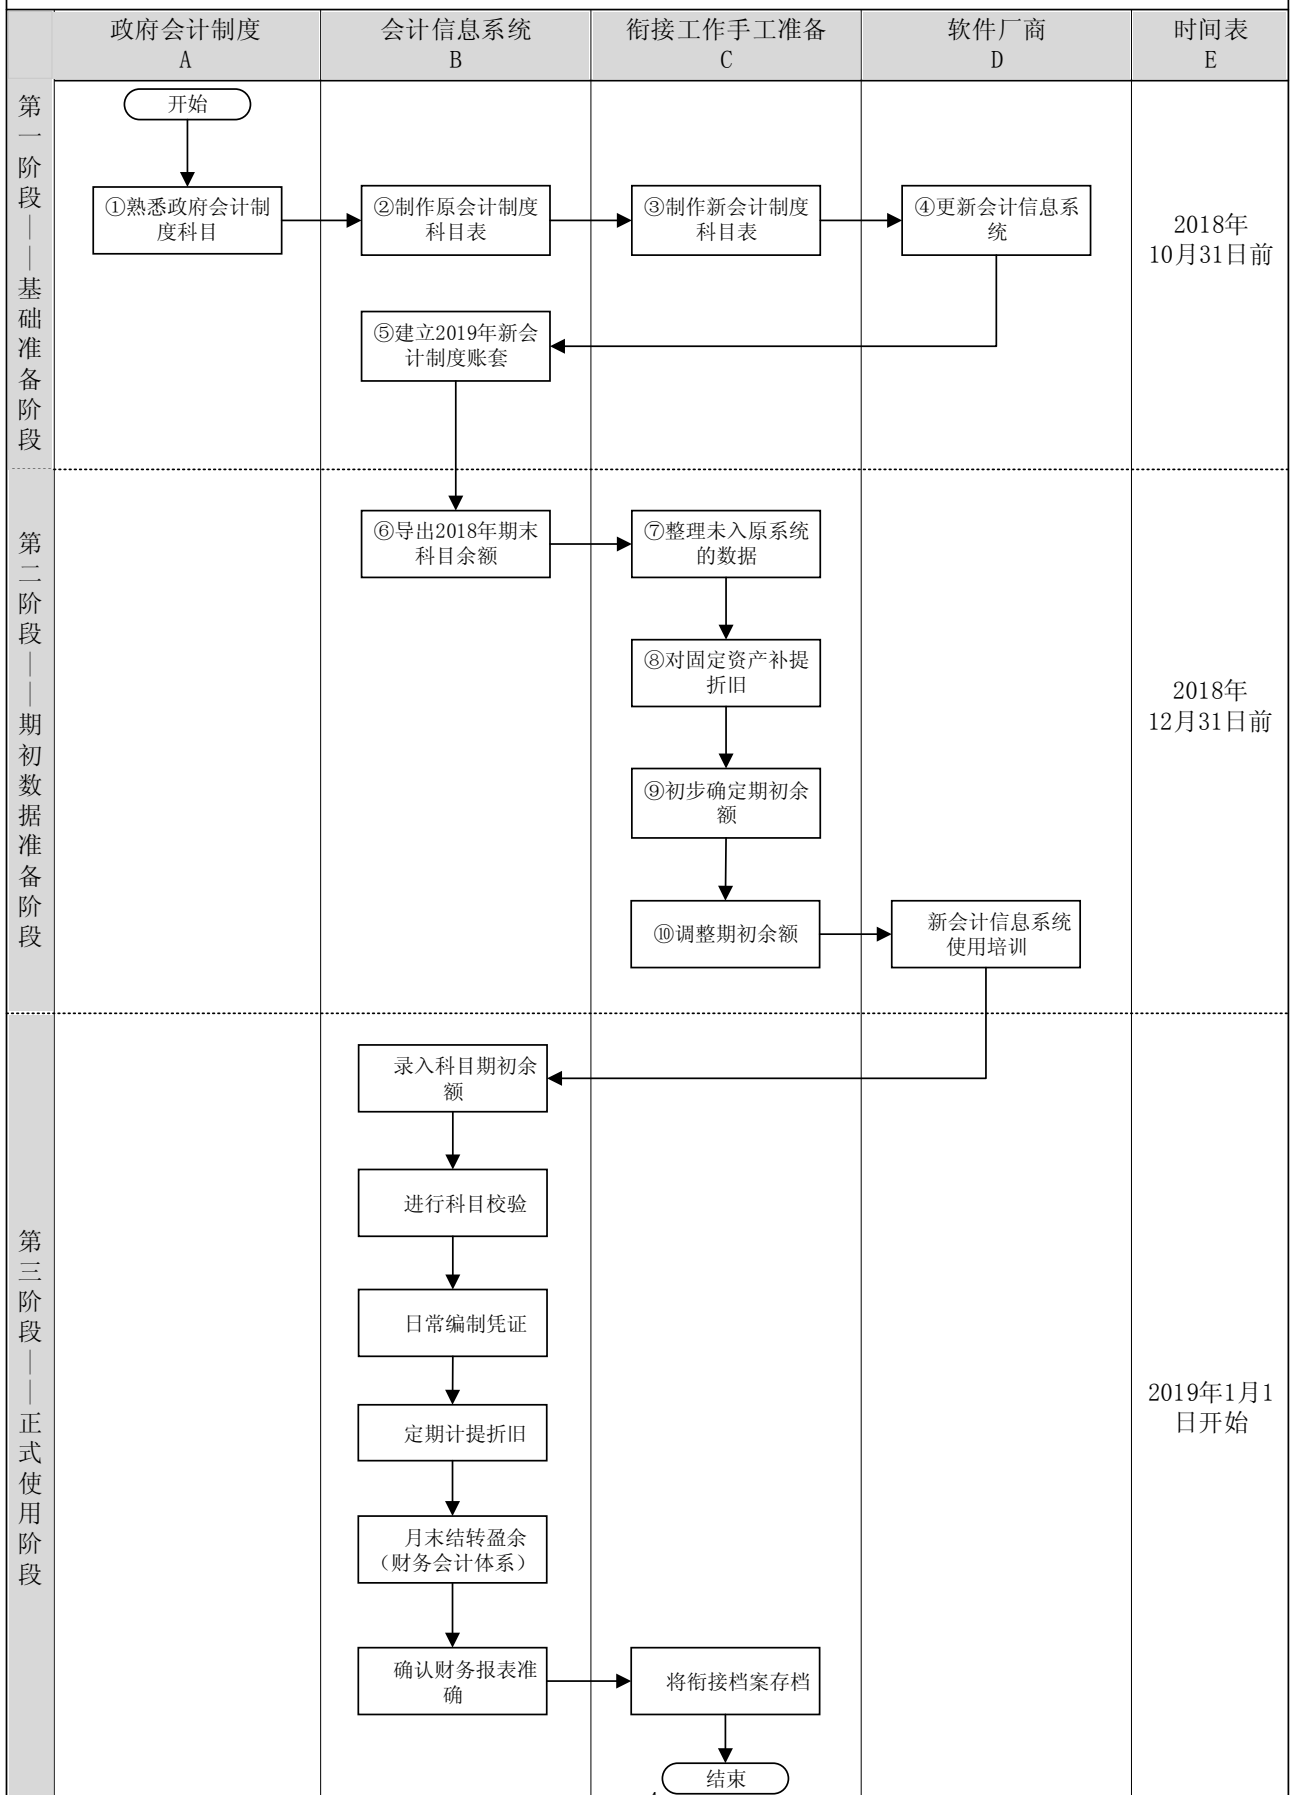 政府会计制度
A
会计信息系统
B
衔接工作手工准备
C
软件厂商
D
时间表
E
第一阶段——基础准备阶段
开始
①熟悉政府会计制
度科目
②制作原会计制度
科目表
③制作新会计制度
科目表
④更新会计信息系
统
2018年
10月31日前
⑤建立2019年新会
计制度账套
第二阶段——期初数据准备阶段
⑥导出2018年期末
科目余额
⑦整理未入原系统
的数据
⑧对固定资产补提
折旧
2018年
12月31日前
⑨初步确定期初余
额
⑩调整期初余额
新会计信息系统
使用培训
第三阶段——正式使用阶段
录入科目期初余
额
进行科目校验
日常编制凭证
定期计提折旧
2019年1月1
日开始
月末结转盈余
（财务会计体系）
确认财务报表准
确
将衔接档案存档
结束